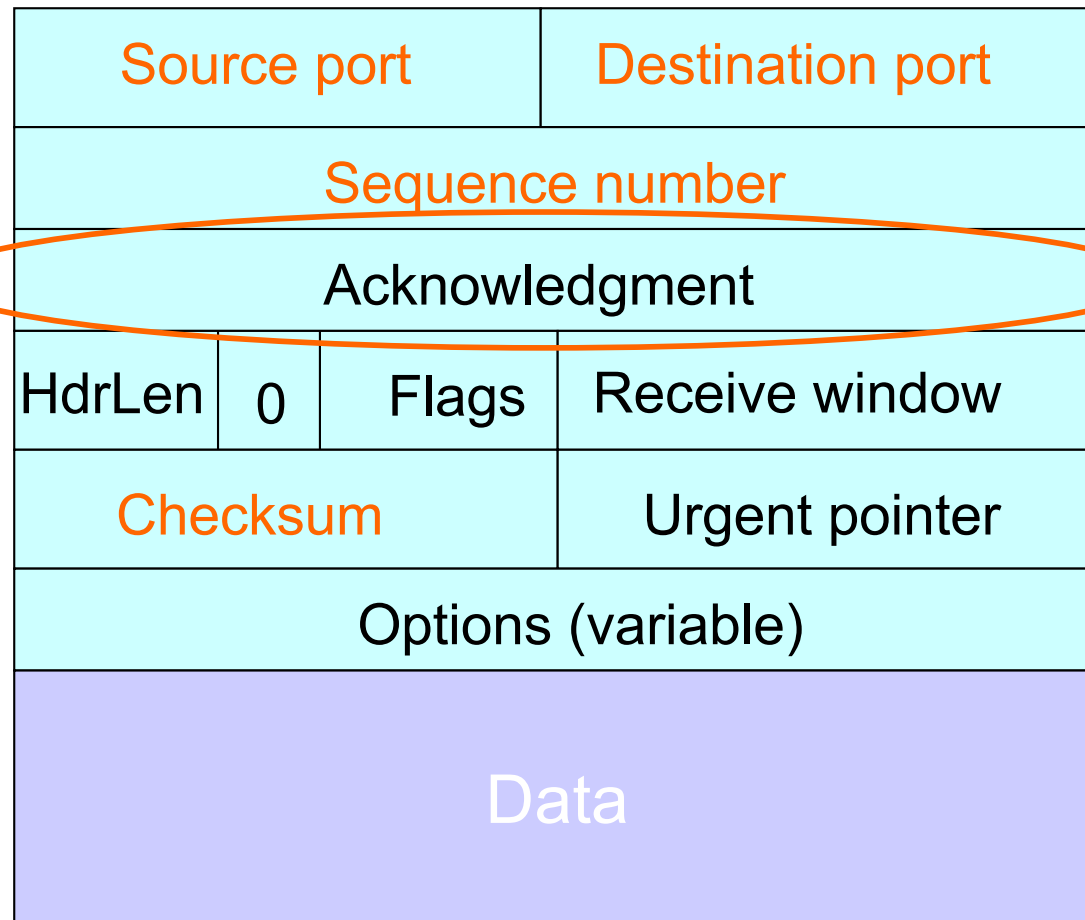 Source port Destination port
Sequence number
Acknowledgment
HdrLen 0 Flags Receive window
Checksum Urgent pointer
Options (variable)
Data